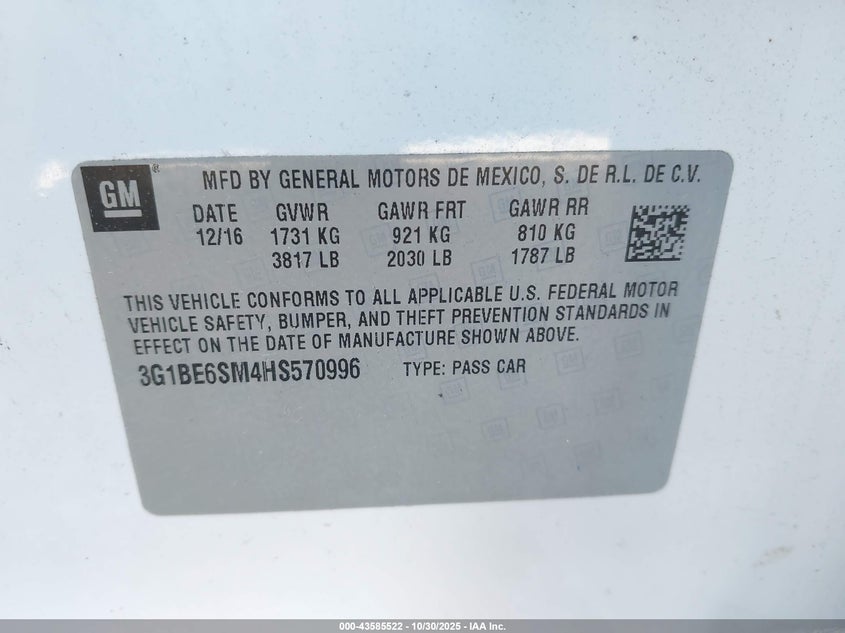 GM
®
MFD BY GENERAL MOTORS DE MEXICO, S. DE R.L. DE C.V.
DATE GVWR GAWR FRT GAWR RR
12/16 1731 KG 921 KG 810 KG
3817 LB 2030 LB 1787 LB
THIS VEHICLE CONFORMS TO ALL APPLICABLE U.S. FEDERAL MOTOR
VEHICLE SAFETY, BUMPER, AND THEFT PREVENTION STANDARDS IN
EFFECT ON THE DATE OF MANUFACTURE SHOWN ABOVE.
3G1BE6SM4HS570996 TYPE: PASS CAR
000-43585522 - 10/30/2025 - IAA Inc.